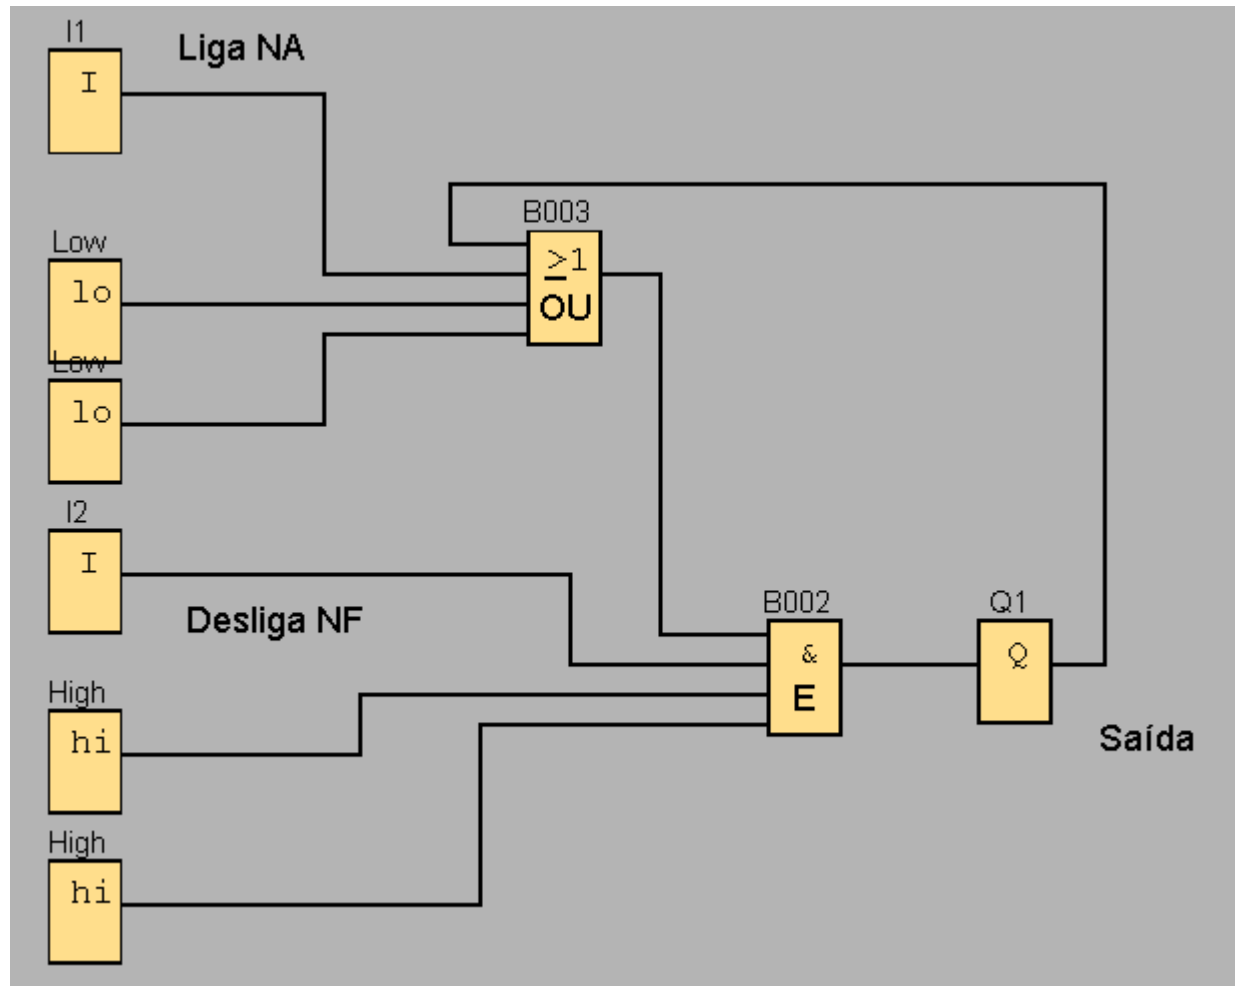 I1
Liga NA
I
B003
≥1
OU
Low
lo
Low
lo
I2
I
Desliga NF
B002
&
E
Q1
Q
Saída
High
hi
High
hi